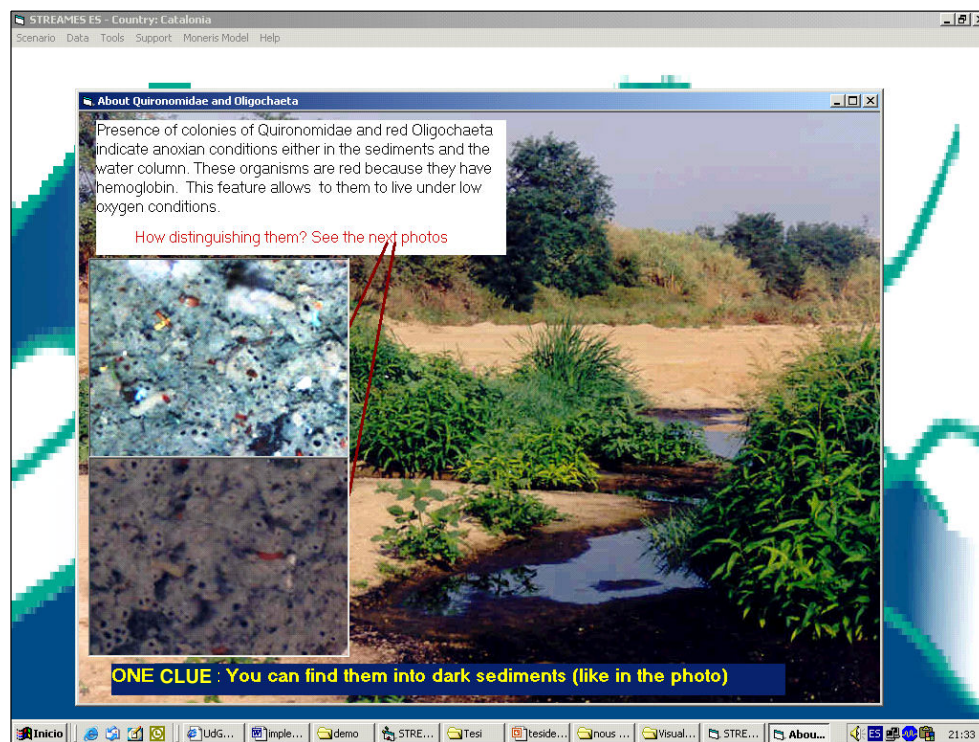 STREAMES ES - Country: Catalonia
Scenario Data Tools Support Moneris Model Help
About Quironomidae and Oligochaeta
Presence of colonies of Quironomidae and red Oligochaeta
indicate anoxian conditions either in the sediments and the
water column. These organisms are red because they have
hemoglobin. This feature allows to them to live under low
oxygen conditions.
How distinguishing them? See the next photos
ONE CLUE : You can find them into dark sediments (like in the photo)
Inicio UdG... imple... demo STRE... Tesi teside... nous ... Visual... STRE... Abou... ES 21:35